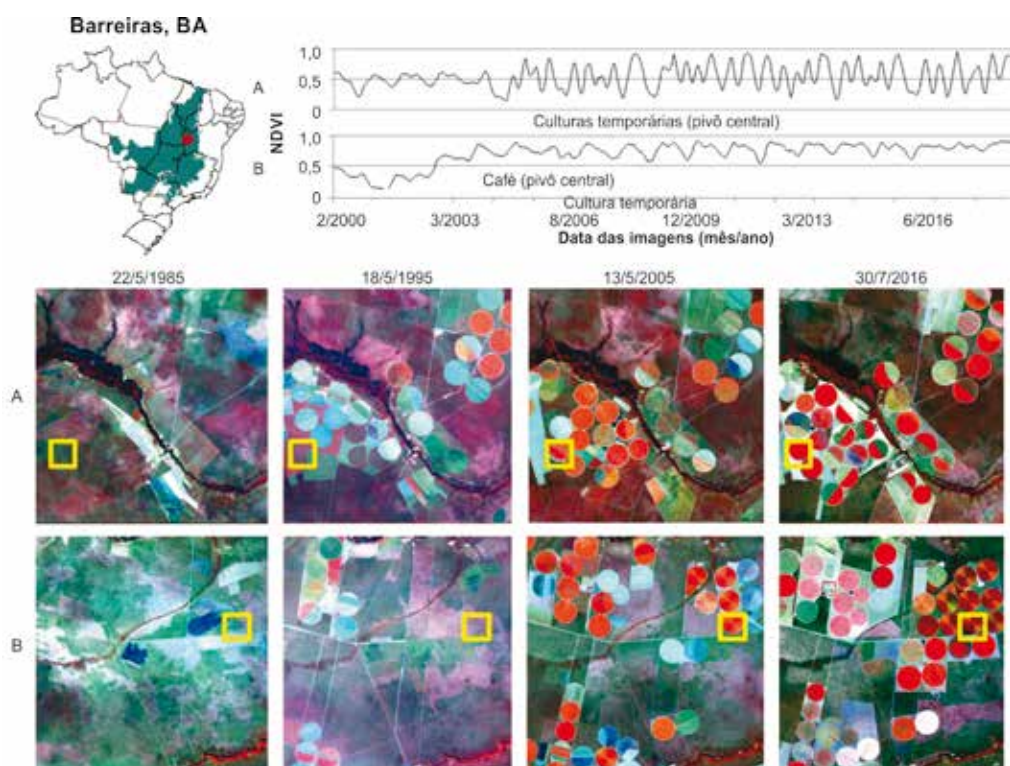 Barreiras, BA
NDVI
A
1,0
0,5
0
Culturas temporárias (pivô central)
B
1,0
0,5
0
Café (pivô central)
Cultura temporária
2/2000 3/2003 8/2006 12/2009 3/2013 6/2016
Data das imagens (mês/ano)
22/5/1985 18/5/1995 13/5/2005 30/7/2016
A
B